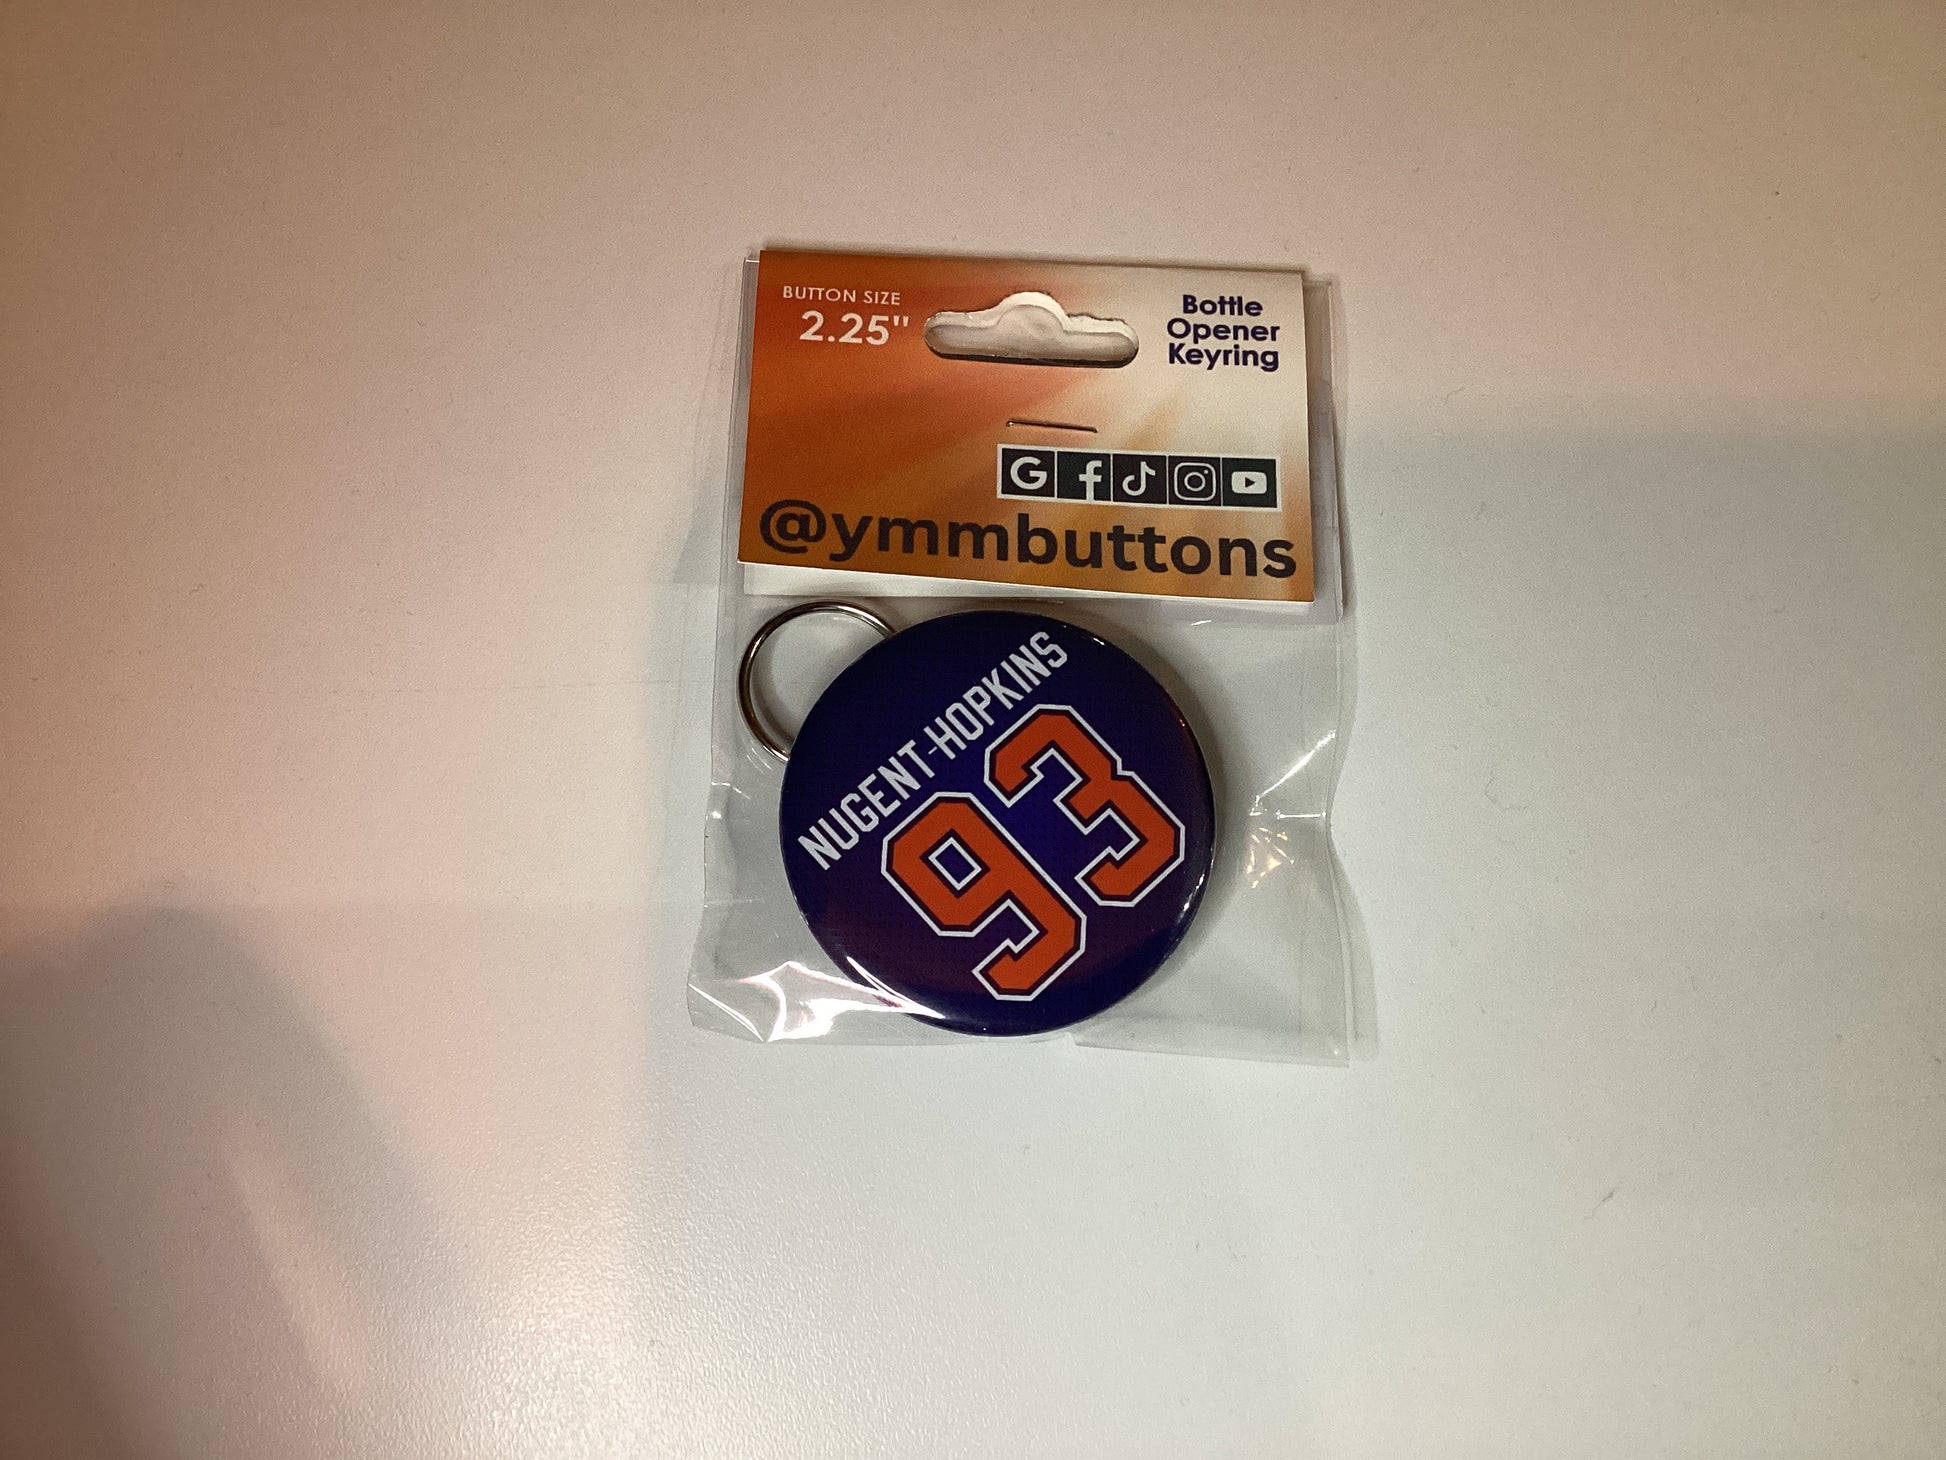 BUTTON SIZE
2.25"
Bottle
Opener
Keyring
@ymmbuttons
NUGENT-HOPKINS
93